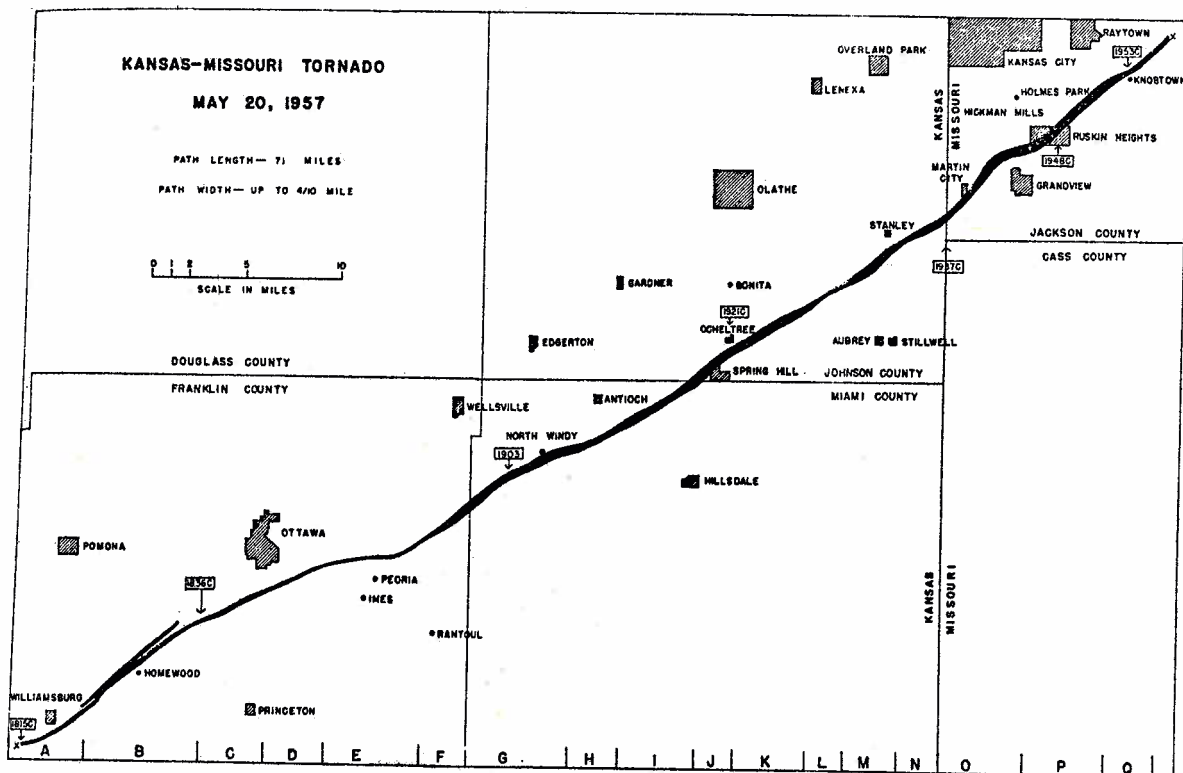 KANSAS-MISSOURI TORNADO
MAY 20, 1957
PATH LENGTH— 71 MILES
PATH WIDTH— UP TO 4/10 MILE
0 1 2 5 10
SCALE IN MILES
OVERLAND PARK
LENEXA
KANSAS
MISSOURI
RAYTOWN
1953C
KANSAS CITY
KNOBTOWN
HOLMES PARK
HICKMAN MILLS
RUSKIN HEIGHTS
1948C
MARTIN
CITY
GRANDVIEW
OLATHE
STANLEY
JACKSON COUNTY
CASS COUNTY
1937C
GARDNER
BONITA
1921C
OCHELTREE
EDGERTON
AUBREY
STILLWELL
DOUGLASS COUNTY
FRANKLIN COUNTY
SPRING HILL
JOHNSON COUNTY
MIAMI COUNTY
WELLSVILLE
ANTIOCH
NORTH WINDY
1903
HILLSDALE
OTTAWA
POMONA
1836C
PEORIA
IMES
RANTOUL
KANSAS
MISSOURI
HOMEWOOD
WILLIAMSBURG
PRINCETON
1815C
X
X
A B C D E F G H I J K L M N O P Q